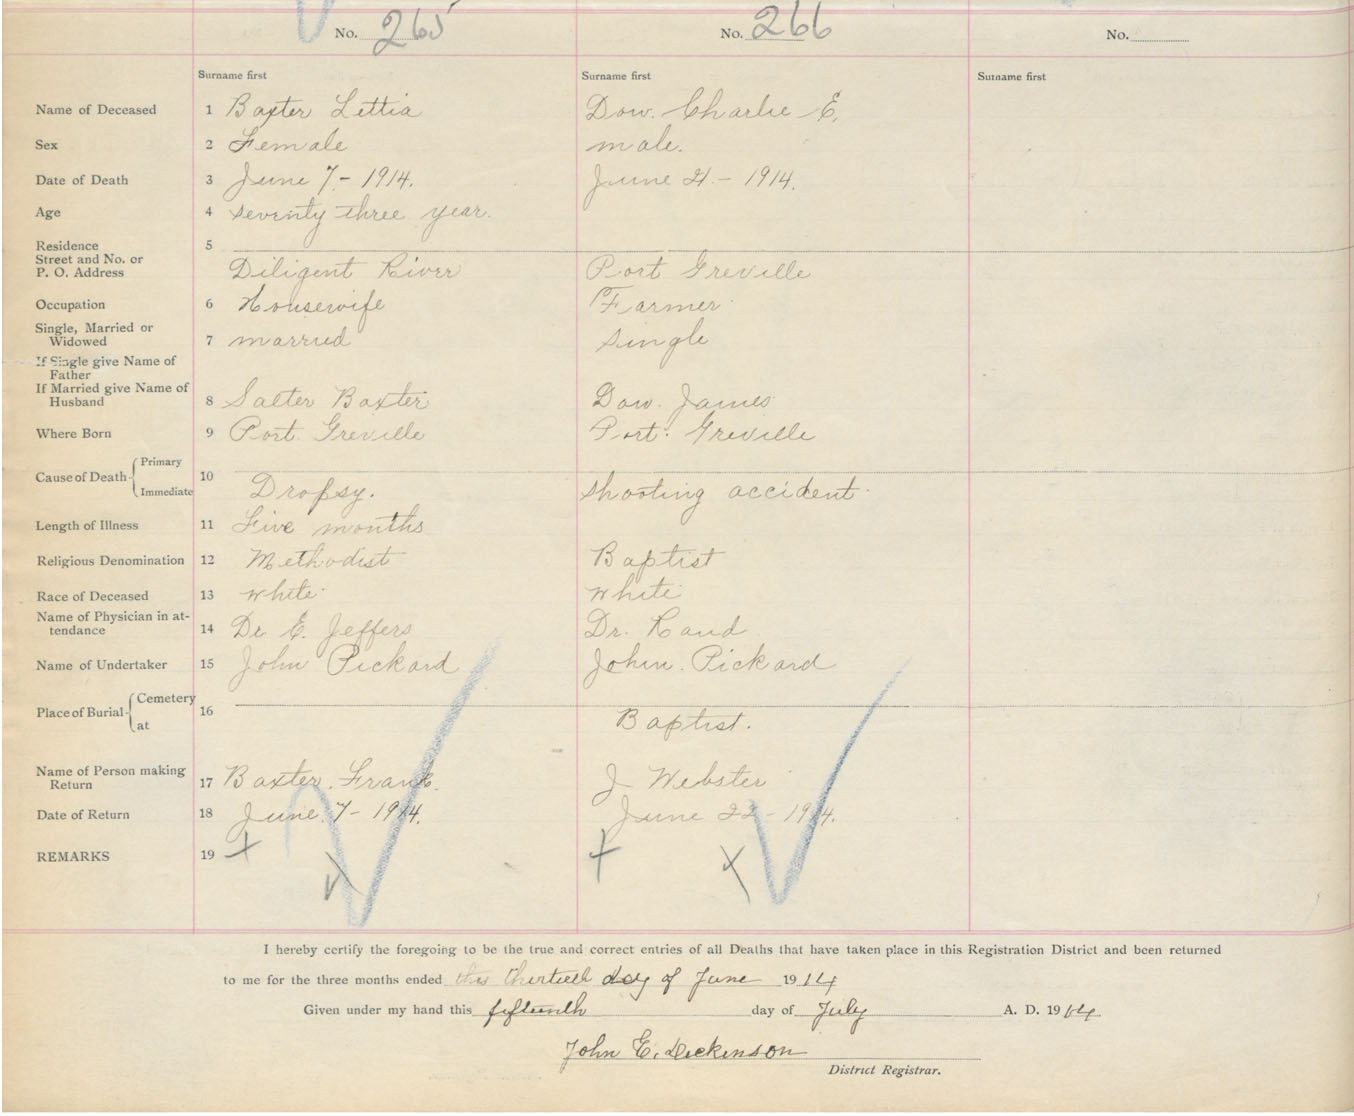 No. 265 No. 266 No.
Surname first Surname first Surname first
Name of Deceased 1 Baxter Lettia Dow. Charlie E.
Sex 2 Female male.
Date of Death 3 June 7 - 1914. June 21 - 1914.
Age 4 seventy three year.
Residence 5
Street and No. or
P. O. Address Diligent River Port Greville
Occupation 6 Housewife Farmer
Single, Married or
Widowed 7 married single
If Single give Name of
Father
If Married give Name of
Husband 8 Salter Baxter Dow. James
Where Born 9 Port Greville Port. Greville
Cause of Death Primary 10
Immediate Dropsy. shooting accident.
Length of Illness 11 Five months
Religious Denomination 12 Methodist Baptist
Race of Deceased 13 white white
Name of Physician in at-
tendance 14 Dr E. Jeffers Dr. Rand
Name of Undertaker 15 John Pickard John. Pickard
Place of Burial Cemetery 16
at Baptist.
Name of Person making
Return 17 Baxter. Frank. J Webster
Date of Return 18 June 7 - 1914. June 22 - 1914.
REMARKS 19
I hereby certify the foregoing to be the true and correct entries of all Deaths that have taken place in this Registration District and been returned
to me for the three months ended this thirtieth day of June 1914
Given under my hand this fifteenth day of July A. D. 1914
John E. Dickinson
District Registrar.